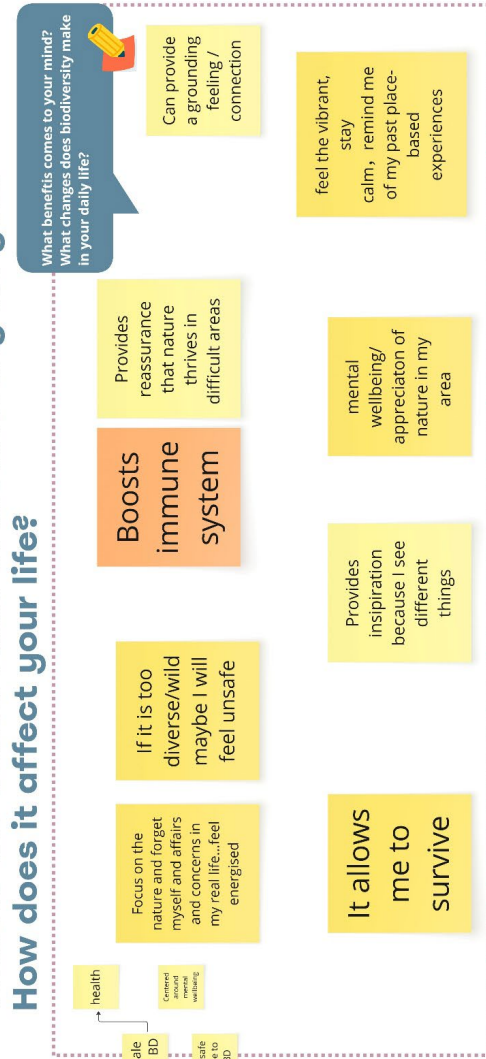 How does it affect your life?
What beneftis comes to your mind?
What changes does biodiversity make
in your daily life?
health
Centered
around
mental
wellbeing
Focus on the
nature and forget
myself and affairs
and concerns in
my real life...feel
energised
If it is too
diverse/wild
maybe I will
feel unsafe
Boosts
immune
system
Provides
reassurance
that nature
thrives in
difficult areas
Can provide
a grounding
feeling /
connection
It allows
me to
survive
Provides
insipiration
because I see
different
things
mental
wellbeing/
appreciaton of
nature in my
area
feel the vibrant,
stay
calm，remind me
of my past place-
based
experiences